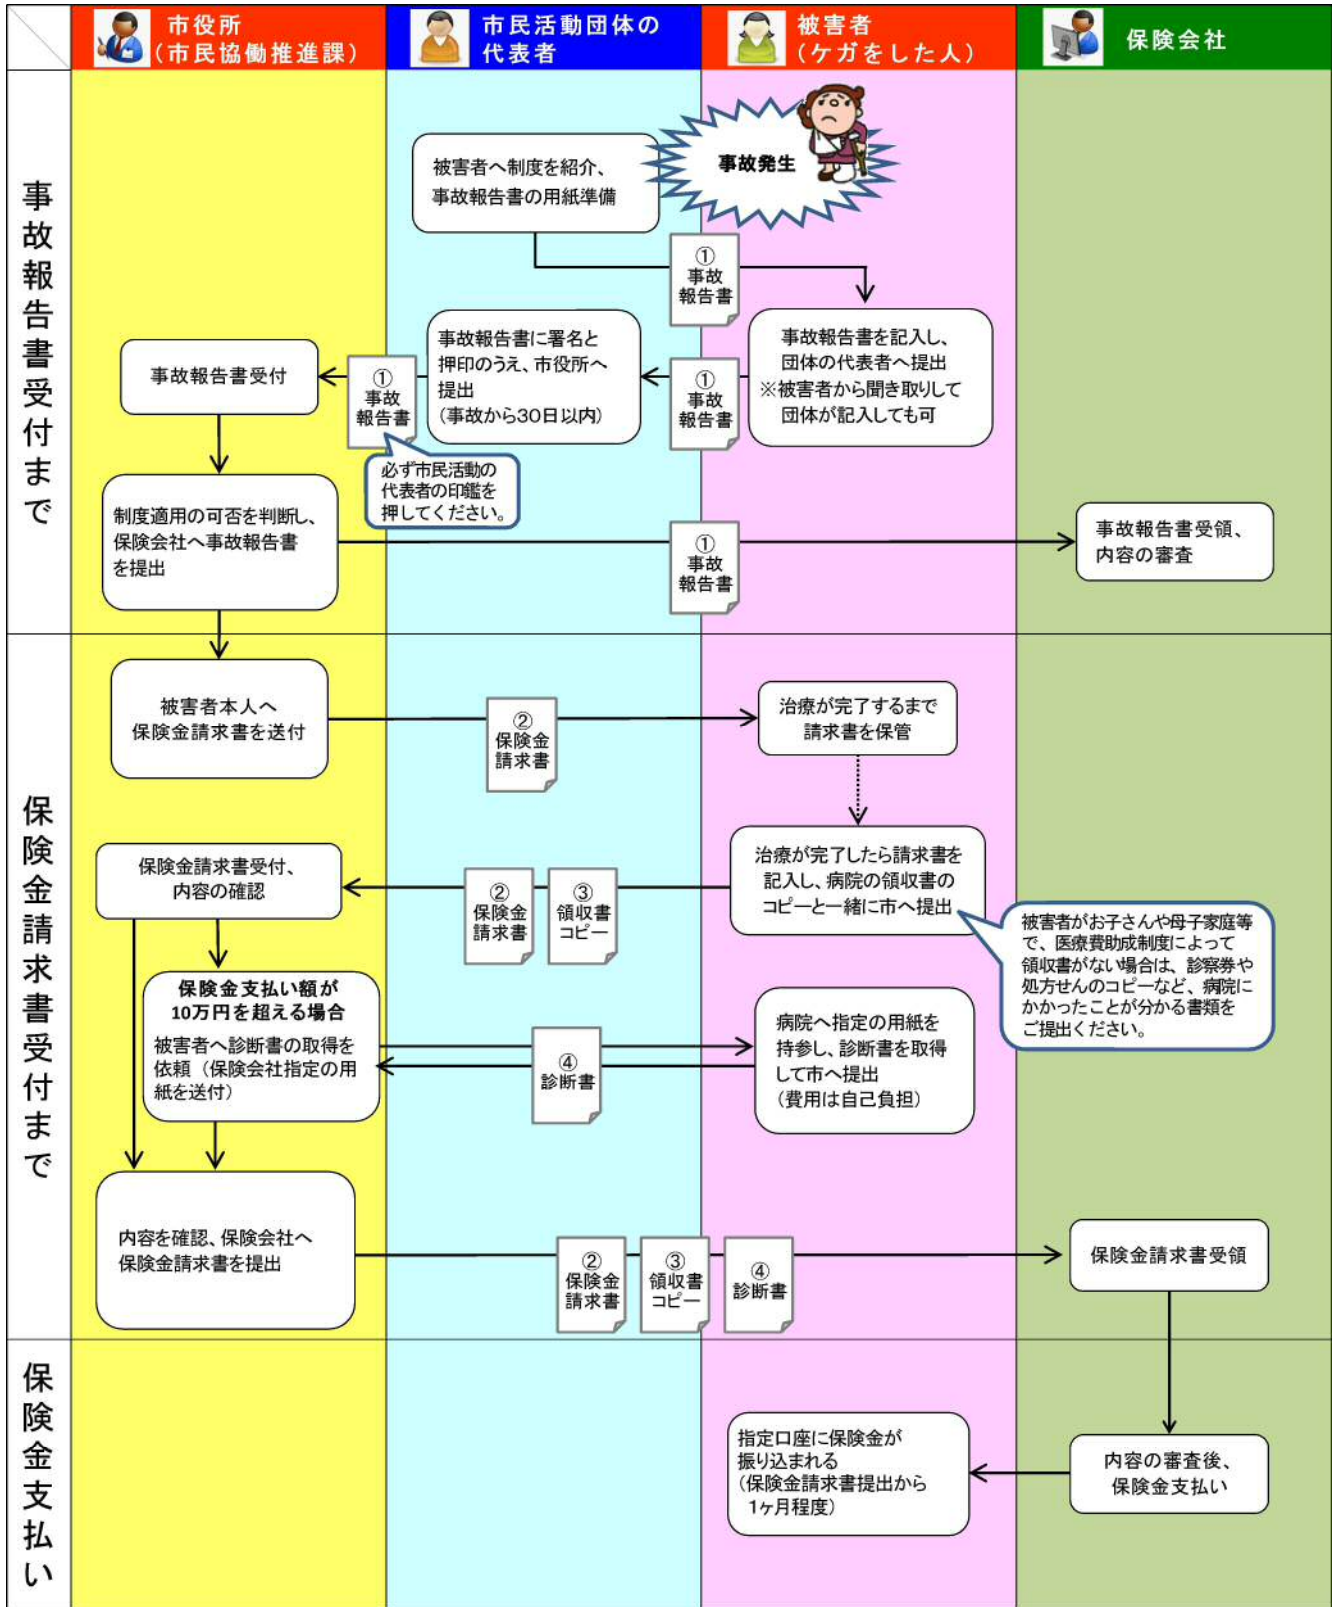 市役所
（市民協働推進課）
市民活動団体の
代表者
被害者
（ケガをした人）
保険会社
事故報告書受付まで
事故発生
被害者へ制度を紹介、
事故報告書の用紙準備
①
事故
報告書
事故報告書を記入し、
団体の代表者へ提出
※被害者から聞き取りして
団体が記入しても可
①
事故
報告書
事故報告書に署名と
押印のうえ、市役所へ
提出
（事故から30日以内）
①
事故
報告書
必ず市民活動の
代表者の印鑑を
押してください。
事故報告書受付
制度適用の可否を判断し、
保険会社へ事故報告書
を提出
①
事故
報告書
事故報告書受領、
内容の審査
保険金請求書受付まで
被害者本人へ
保険金請求書を送付
②
保険金
請求書
治療が完了するまで
請求書を保管
治療が完了したら請求書を
記入し、病院の領収書の
コピーと一緒に市へ提出
被害者がお子さんや母子家庭等
で、医療費助成制度によって
領収書がない場合は、診察券や
処方せんのコピーなど、病院に
かかったことが分かる書類を
ご提出ください。
②
保険金
請求書
③
領収書
コピー
保険金請求書受付、
内容の確認
保険金支払い額が
10万円を超える場合
被害者へ診断書の取得を
依頼（保険会社指定の用
紙を送付）
④
診断書
病院へ指定の用紙を
持参し、診断書を取得
して市へ提出
（費用は自己負担）
内容を確認、保険会社へ
保険金請求書を提出
②
保険金
請求書
③
領収書
コピー
④
診断書
保険金請求書受領
保険金支払い
内容の審査後、
保険金支払い
指定口座に保険金が
振り込まれる
（保険金請求書提出から
1ヶ月程度）